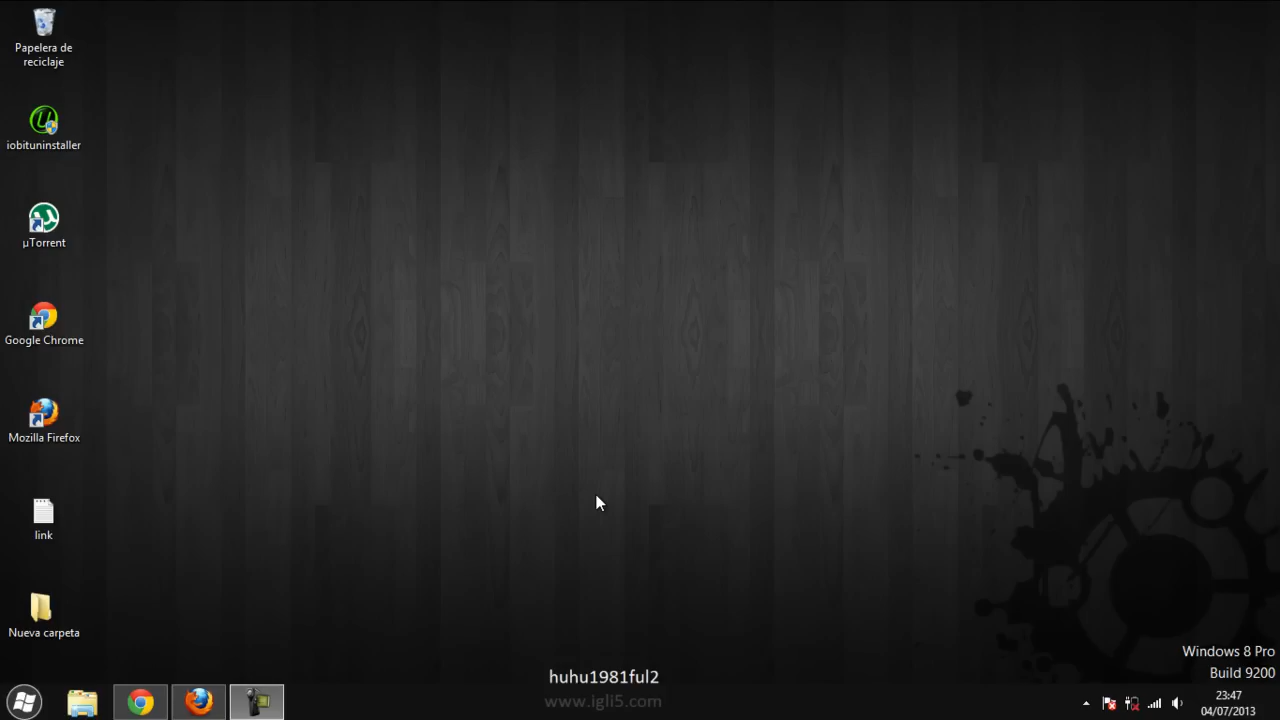 Papelera de
reciclaje
iobituninstaller
µTorrent
Google Chrome
Mozilla Firefox
link
Nueva carpeta
huhu1981ful2
www.igli5.com
Windows 8 Pro
Build 9200
23:47
04/07/2013